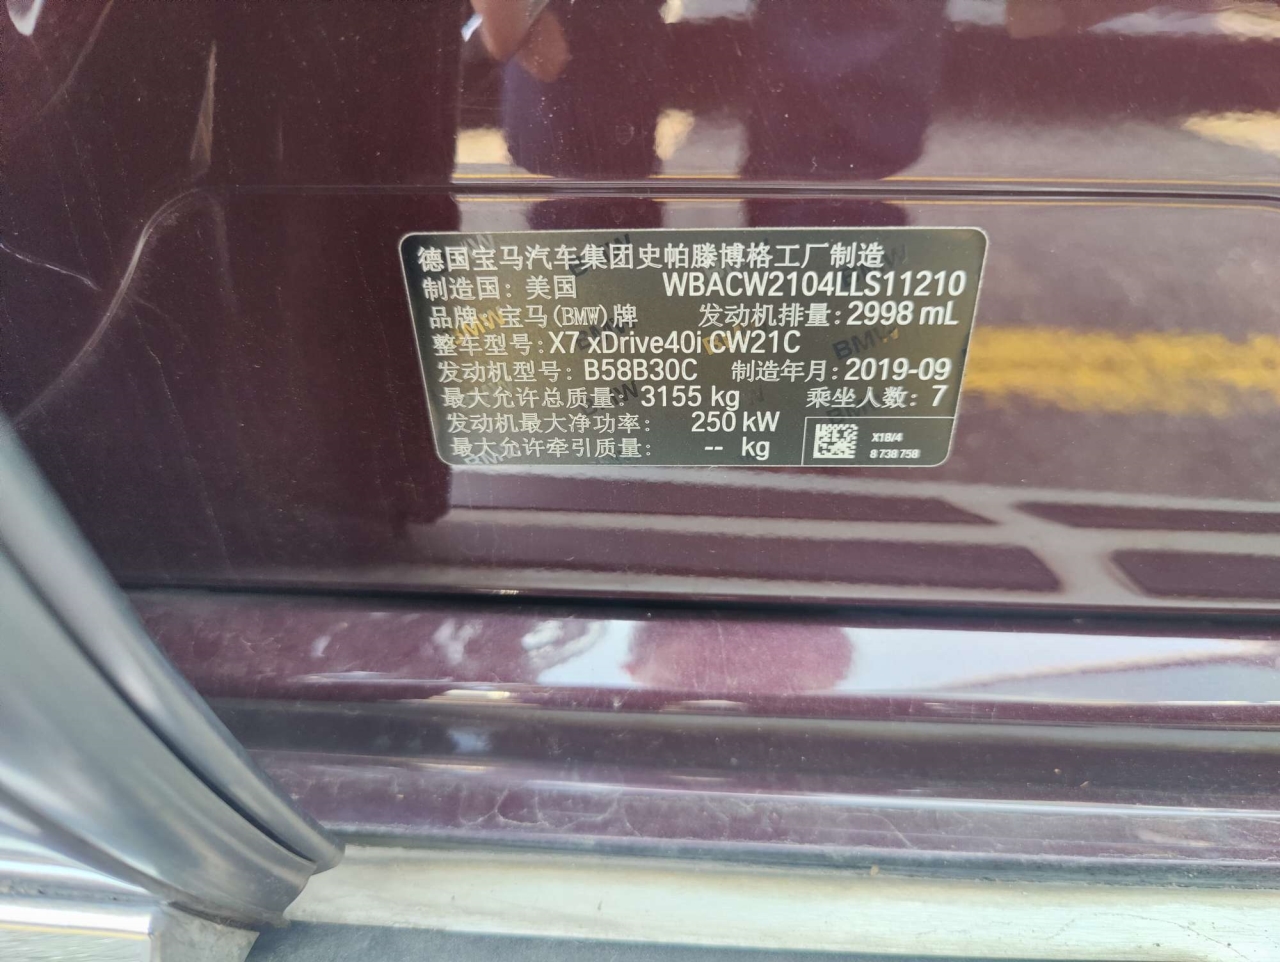 德国宝马汽车集团史帕滕博格工厂制造
制造国：美国 WBACW2104LLS11210
品牌：宝马(BMW)牌 发动机排量：2998 mL
整车型号：X7 xDrive40i CW21C
发动机型号：B58B30C 制造年月：2019-09
最大允许总质量：3155 kg 乘坐人数：7
发动机最大净功率：250 kW
最大允许牵引质量：-- kg
X18/4
8 738 758